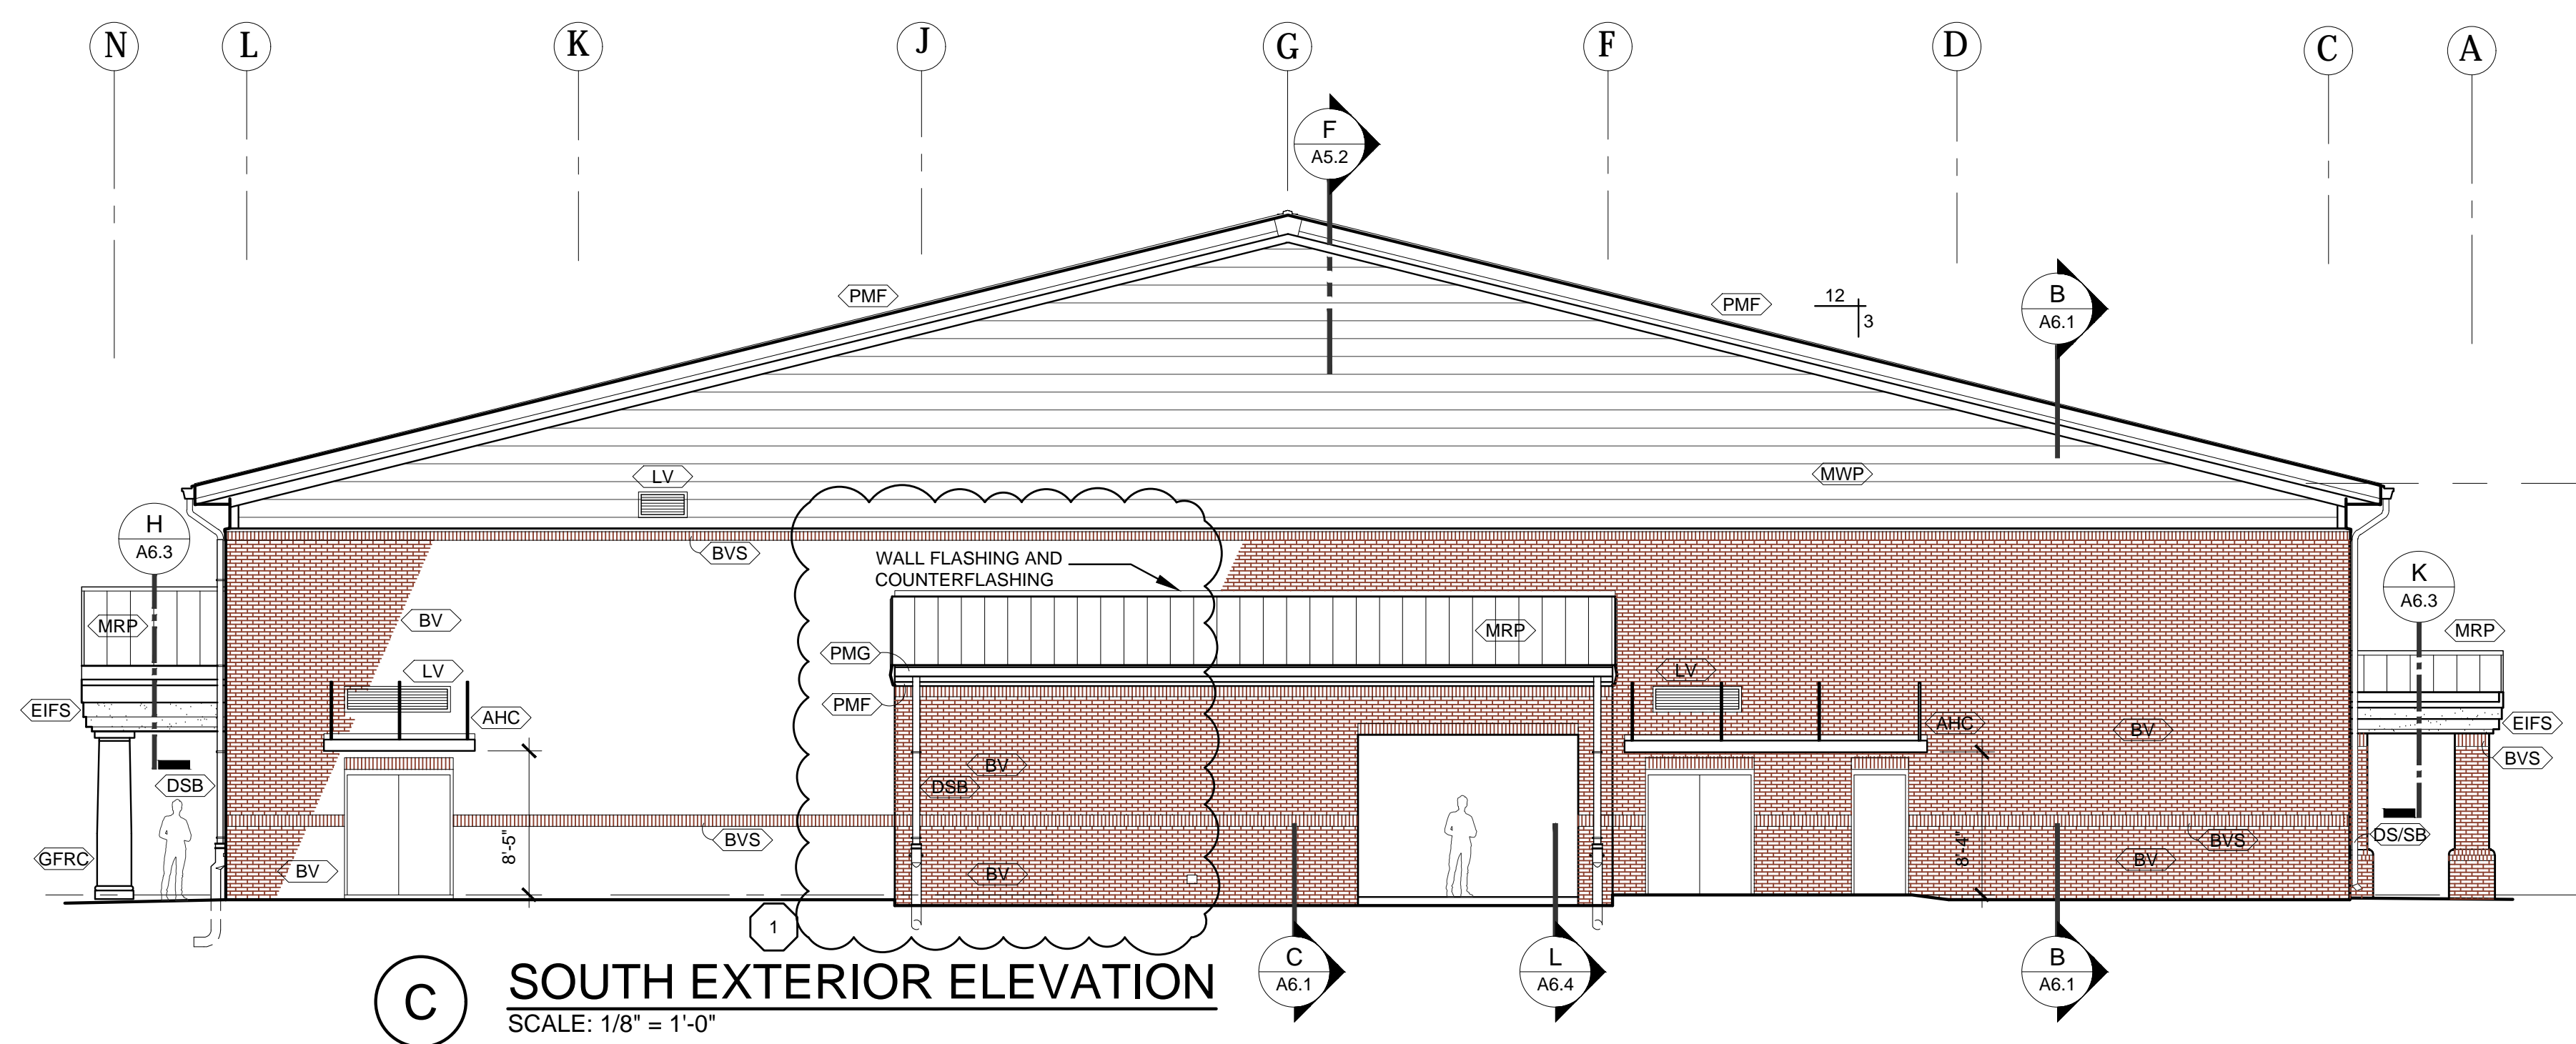 N L K J G F D C A
F
A5.2
PMF
PMF
12
3
B
A6.1
LV
MWP
H
A6.3
BVS
WALL FLASHING AND
COUNTERFLASHING
K
A6.3
MRP
BV
MRP
MRP
PMG
LV
LV
EIFS
PMF
AHC
AHC
BV
EIFS
BVS
DSB
BV
DSB
8'-5"
BVS
8'-4"
BVS
DS/SB
GFRC
BV
BV
BV
1
C
SOUTH EXTERIOR ELEVATION
SCALE: 1/8" = 1'-0"
C
A6.1
L
A6.4
B
A6.1